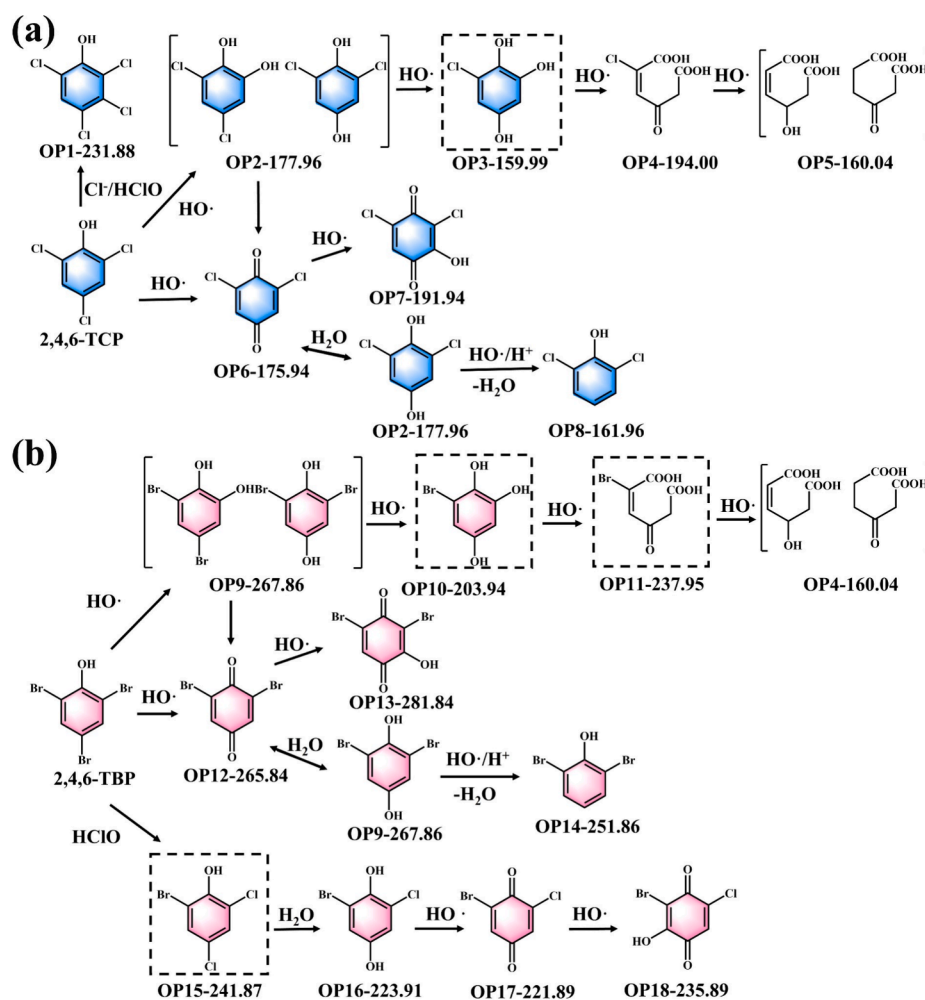 (a)
OH
Cl
Cl
Cl
Cl
OP1-231.88
Cl⁻/HClO
OH
Cl
Cl
Cl
2,4,6-TCP
HO·
HO·
OH
Cl
OH
Cl
OH
Cl
Cl
OH
OP2-177.96
HO·
OH
Cl
OH
OH
OP3-159.99
HO·
Cl
COOH
COOH
O
OP4-194.00
HO·
COOH
COOH
OH
COOH
COOH
O
OP5-160.04
O
Cl
Cl
O
OP6-175.94
HO·
O
Cl
Cl
OH
O
OP7-191.94
H₂O
OH
Cl
Cl
OH
OP2-177.96
HO·/H⁺
-H₂O
OH
Cl
Cl
OP8-161.96
(b)
OH
Br
OH
Br
OH
Br
Br
OH
OP9-267.86
HO·
OH
Br
OH
OH
OP10-203.94
HO·
Br
COOH
COOH
O
OP11-237.95
HO·
COOH
COOH
OH
COOH
COOH
O
OP4-160.04
HO·
OH
Br
Br
Br
2,4,6-TBP
HO·
O
Br
Br
O
OP12-265.84
HO·
O
Br
Br
OH
O
OP13-281.84
H₂O
OH
Br
Br
OH
OP9-267.86
HO·/H⁺
-H₂O
OH
Br
Br
OP14-251.86
HClO
OH
Br
Cl
Cl
OP15-241.87
H₂O
OH
Br
Cl
OH
OP16-223.91
HO·
O
Br
Cl
O
OP17-221.89
HO·
O
Br
Cl
HO
O
OP18-235.89